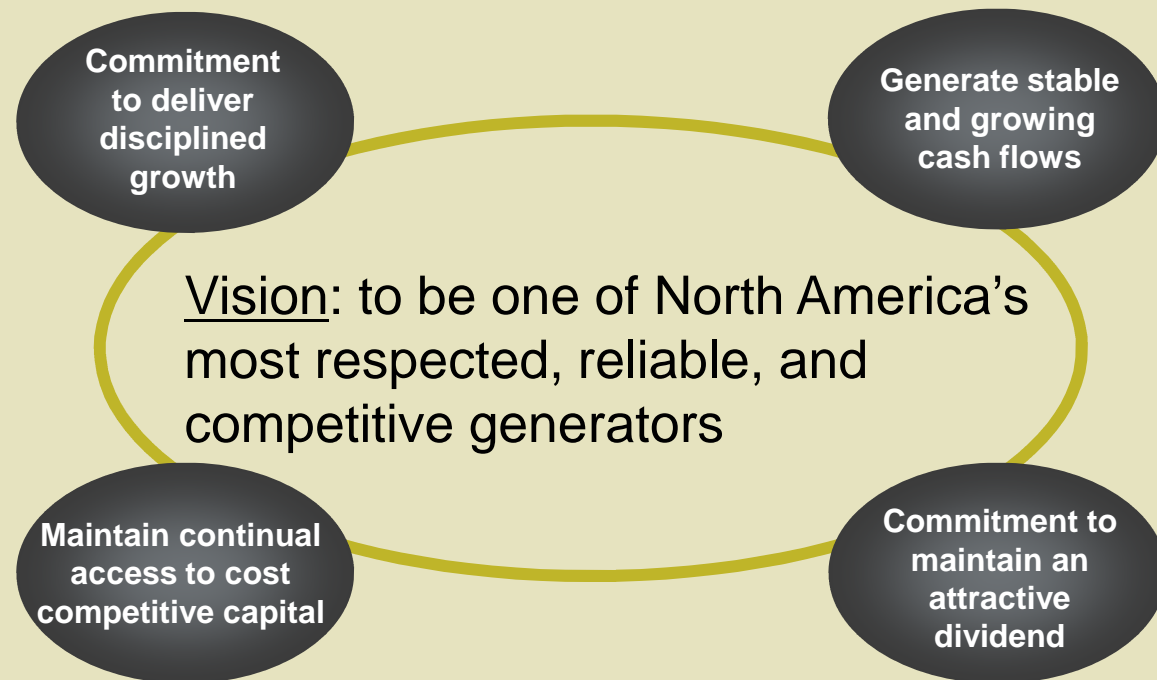 Commitment
to deliver
disciplined
growth
Generate stable
and growing
cash flows
Vision: to be one of North America’s
most respected, reliable, and
competitive generators
Maintain continual
access to cost
competitive capital
Commitment to
maintain an
attractive
dividend